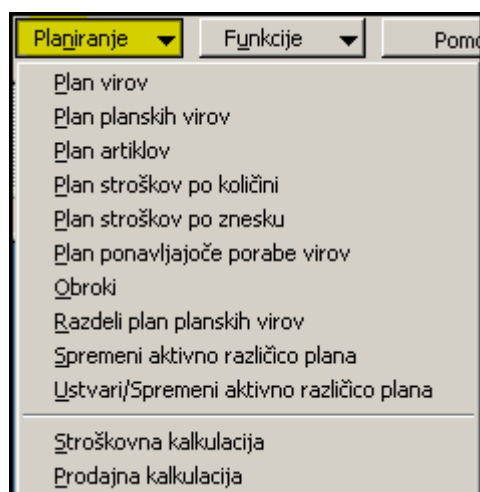 Planiranje
Funkcije
Plan virov
Plan planskih virov
Plan artiklov
Plan stroškov po količini
Plan stroškov po znesku
Plan ponavljajoče porabe virov
Obroki
Razdeli plan planskih virov
Spremeni aktivno različico plana
Ustvari/Spremeni aktivno različico plana
Stroškovna kalkulacija
Prodajna kalkulacija